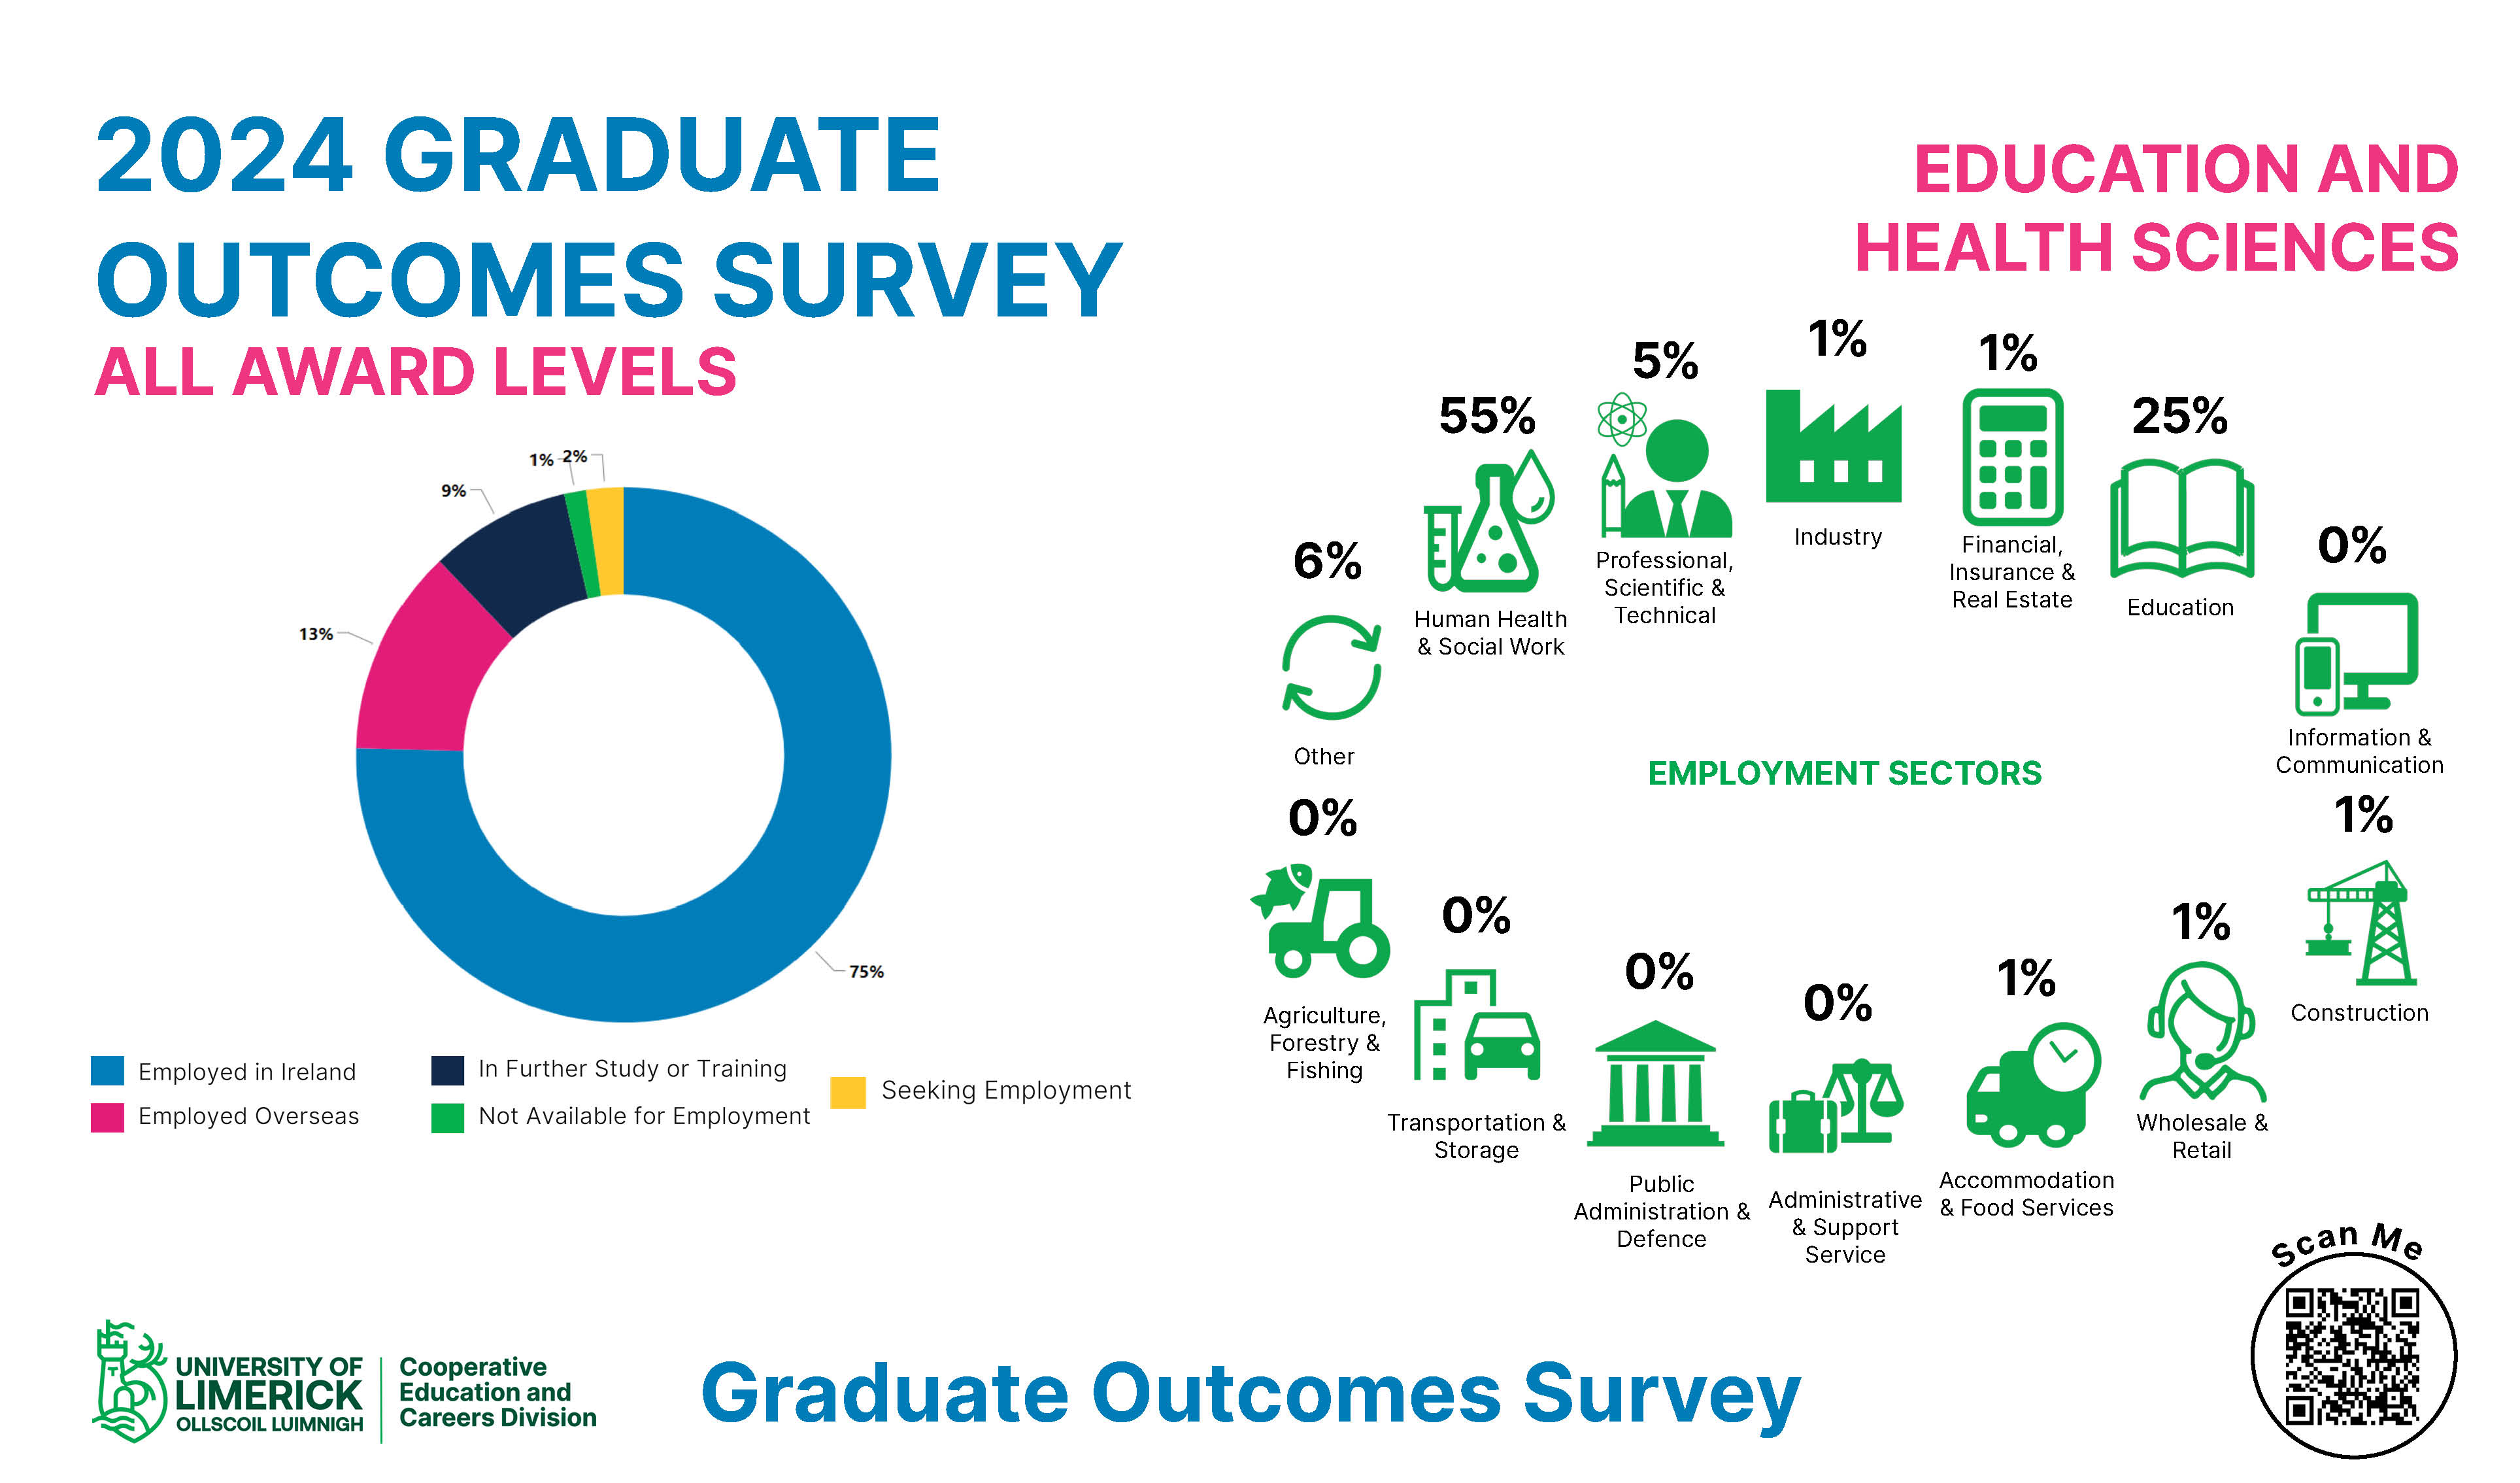 2024 GRADUATE
OUTCOMES SURVEY
ALL AWARD LEVELS
1%
2%
9%
13%
75%
Employed in Ireland
Employed Overseas
In Further Study or Training
Not Available for Employment
Seeking Employment
EDUCATION AND
HEALTH SCIENCES
6%
Other
55%
Human Health
& Social Work
5%
Professional,
Scientific &
Technical
1%
Industry
1%
Financial,
Insurance &
Real Estate
25%
Education
0%
Information &
Communication
EMPLOYMENT SECTORS
0%
Agriculture,
Forestry &
Fishing
0%
Transportation &
Storage
0%
Public
Administration &
Defence
0%
Administrative
& Support
Service
1%
Accommodation
& Food Services
1%
Wholesale &
Retail
1%
Construction
UNIVERSITY OF
LIMERICK
OLLSCOIL LUIMNIGH
Cooperative
Education and
Careers Division
Graduate Outcomes Survey
Scan Me